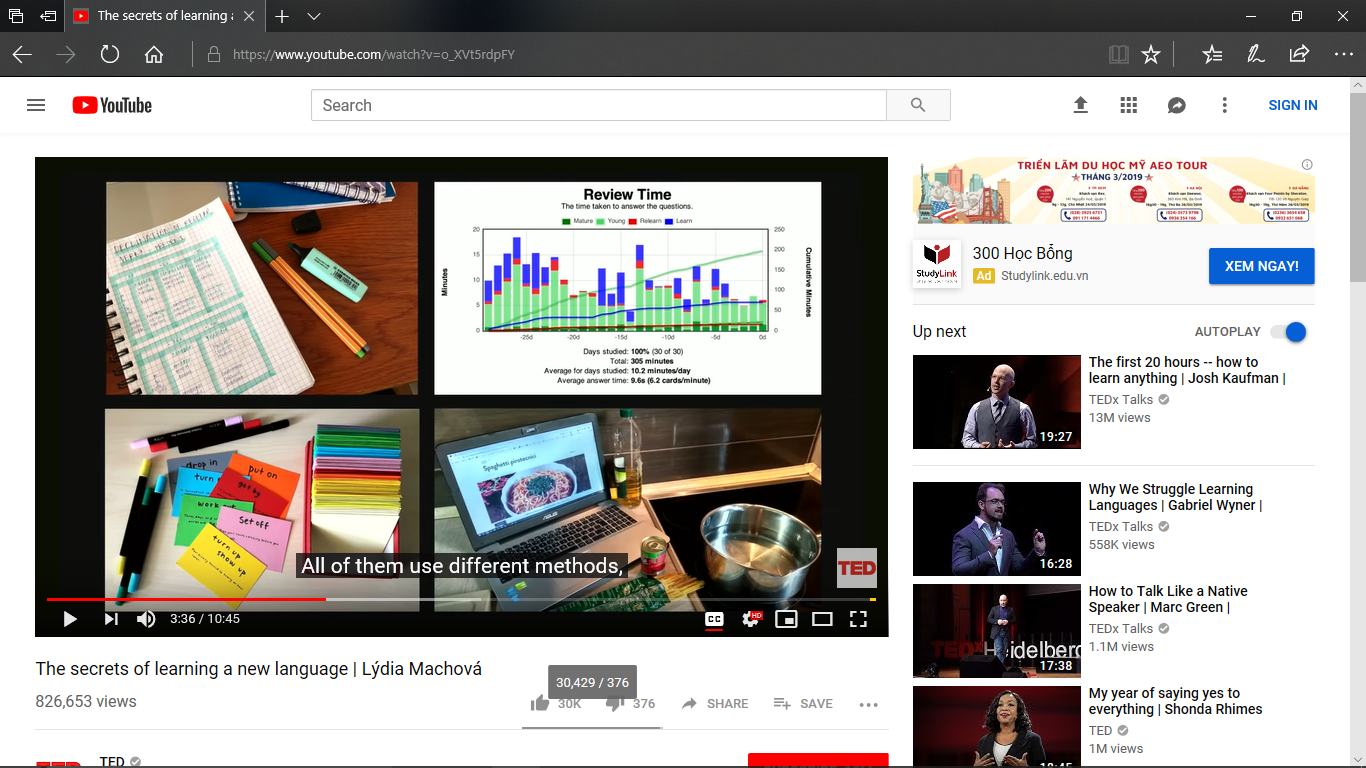 The secrets of learning a
https://www.youtube.com/watch?v=o_XVt5rdpFY
YouTube
Search
SIGN IN
Review Time
The time taken to answer the questions.
Mature Young Relearn Learn
Minutes
Cumulative Minutes
20
15
10
5
0
250
200
150
100
50
0
-25d -20d -15d -10d -5d 0d
Days studied: 100% (30 of 30)
Total: 305 minutes
Average for days studied: 10.2 minutes/day
Average answer time: 9.6s (6.2 cards/minute)
drop in
put on
turn
get by
work out
Set off
turn up
show up
Spaghetti pirotecnici
ASUS
All of them use different methods,
TED
3:36 / 10:45
CC
HD
The secrets of learning a new language | Lýdia Machová
826,653 views
30,429 / 376
30K
376
SHARE
SAVE
TED
TRIỂN LÃM DU HỌC MỸ AEO TOUR
THÁNG 3/2019
300 Học Bổng
StudyLink
Ad Studylink.edu.vn
XEM NGAY!
Up next
AUTOPLAY
The first 20 hours -- how to
learn anything | Josh Kaufman |
TEDx Talks
13M views
19:27
Why We Struggle Learning
Languages | Gabriel Wyner |
TEDx Talks
558K views
16:28
How to Talk Like a Native
Speaker | Marc Green |
TEDx Talks
1.1M views
TEDxHeidelberg
17:38
My year of saying yes to
everything | Shonda Rhimes
TED
1M views